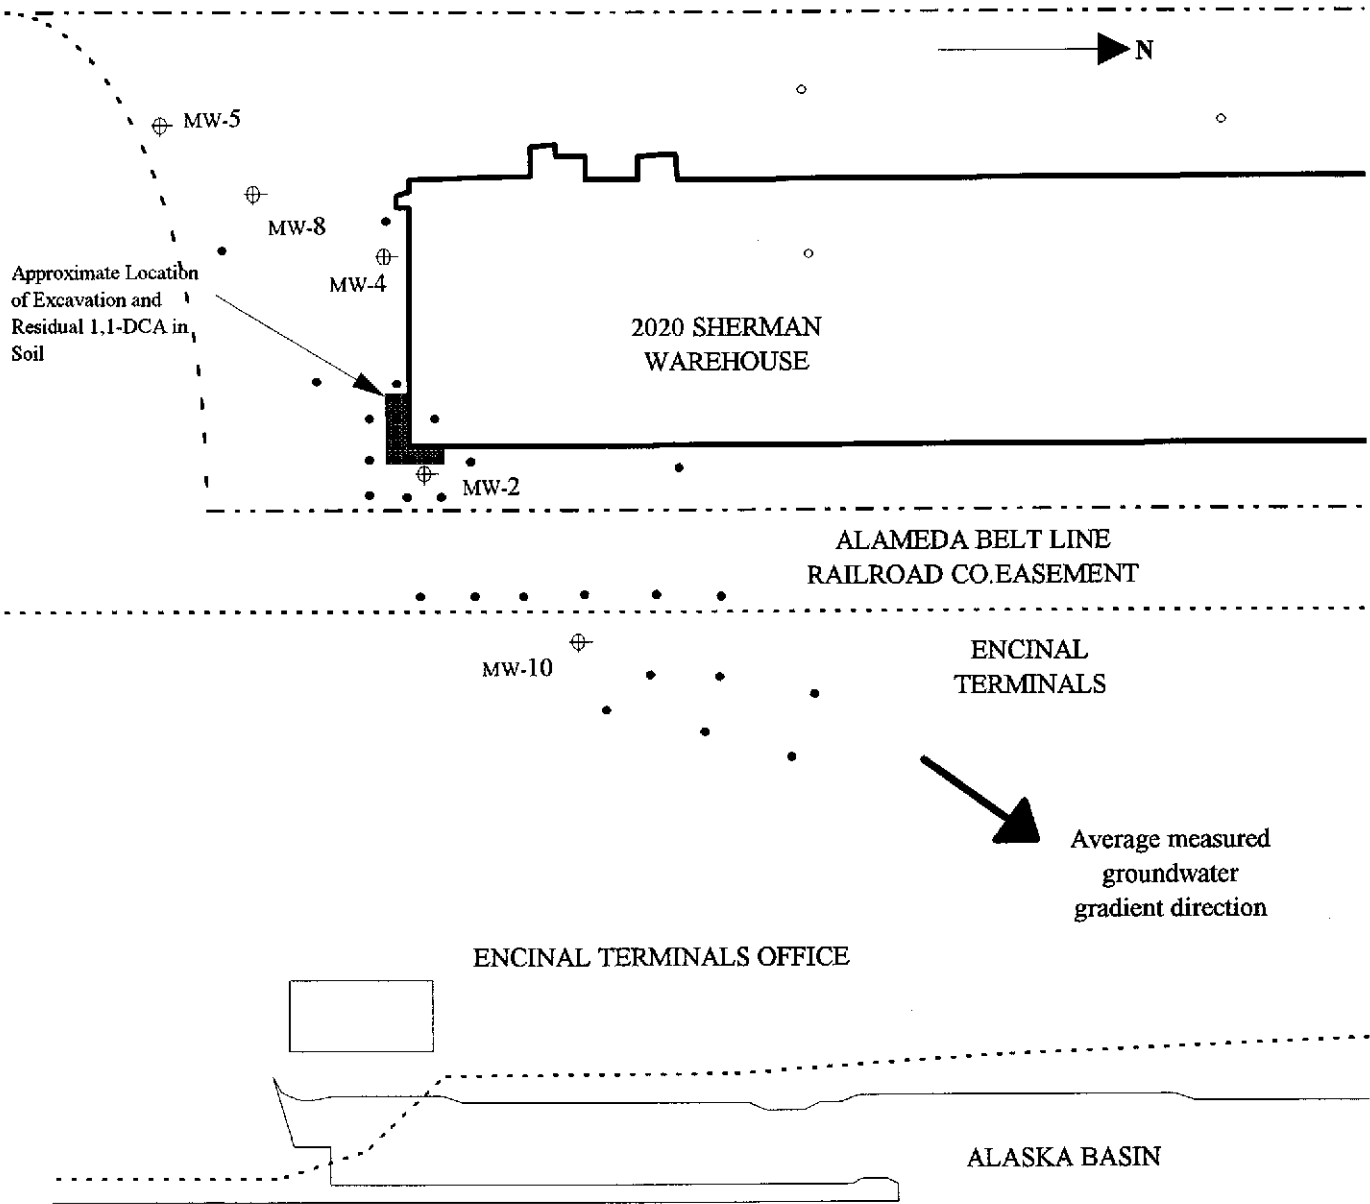 N
MW-5
MW-8
MW-4
Approximate Location
of Excavation and
Residual 1,1-DCA in
Soil
2020 SHERMAN
WAREHOUSE
MW-2
ALAMEDA BELT LINE
RAILROAD CO.EASEMENT
MW-10
ENCINAL
TERMINALS
Average measured
groundwater
gradient direction
ENCINAL TERMINALS OFFICE
ALASKA BASIN